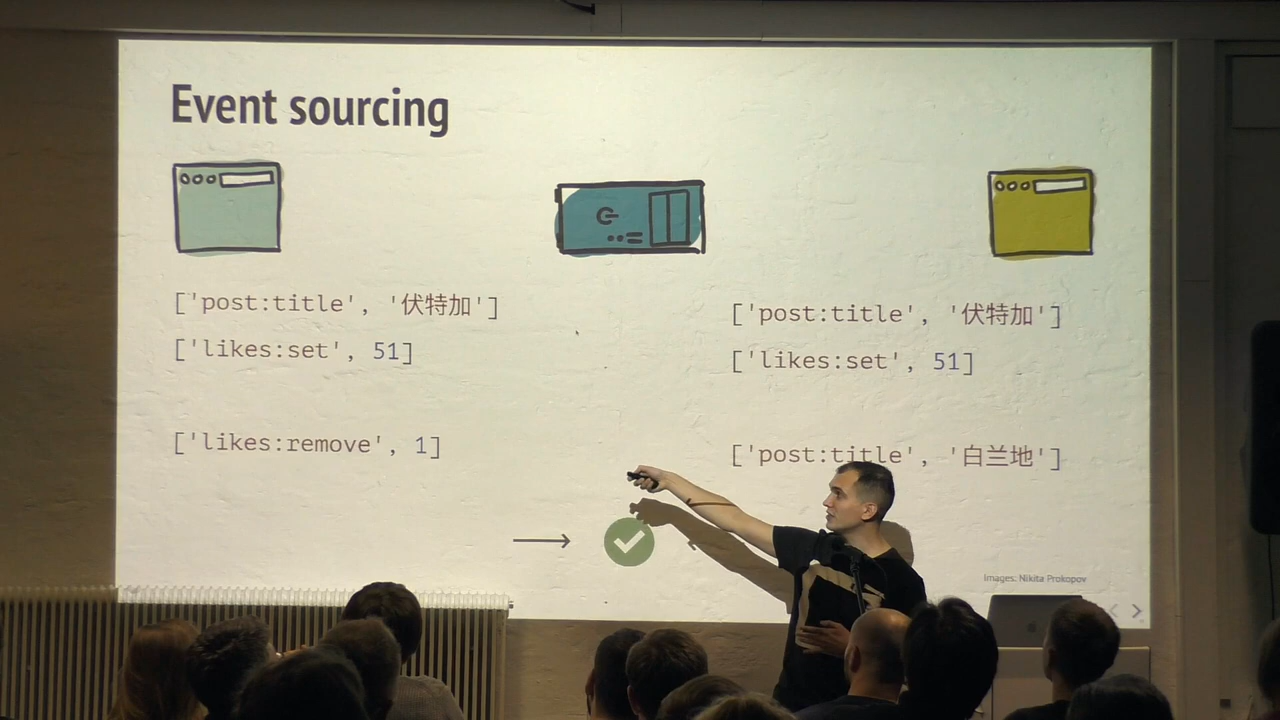 Event sourcing
['post:title', '伏特加']
['likes:set', 51]
['likes:remove', 1]
['post:title', '伏特加']
['likes:set', 51]
['post:title', '白兰地']
Images: Nikita Prokopov